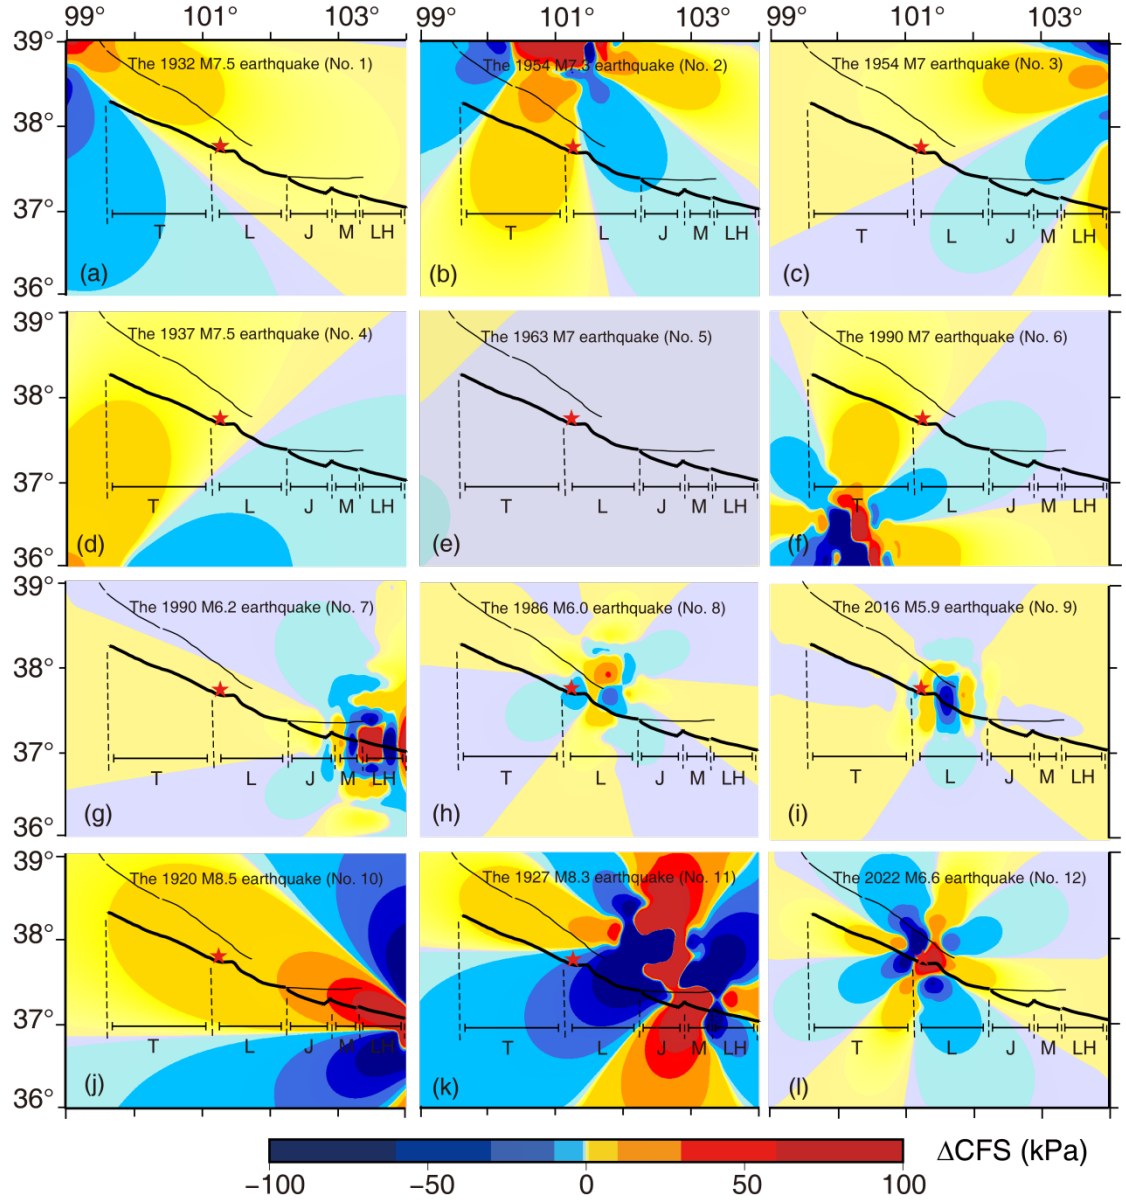 99° 101° 103° 99° 101° 103° 99° 101° 103°
39°
38°
37°
36°
The 1932 M7.5 earthquake (No. 1)
T L J M LH
(a)
The 1954 M7.3 earthquake (No. 2)
T L J M LH
(b)
The 1954 M7 earthquake (No. 3)
T L J M LH
(c)
39°
38°
37°
36°
The 1937 M7.5 earthquake (No. 4)
T L J M LH
(d)
The 1963 M7 earthquake (No. 5)
T L J M LH
(e)
The 1990 M7 earthquake (No. 6)
T L J M LH
(f)
39°
38°
37°
36°
The 1990 M6.2 earthquake (No. 7)
T L J M LH
(g)
The 1986 M6.0 earthquake (No. 8)
T L J M LH
(h)
The 2016 M5.9 earthquake (No. 9)
T L J M LH
(i)
39°
38°
37°
36°
The 1920 M8.5 earthquake (No. 10)
T L J M LH
(j)
The 1927 M8.3 earthquake (No. 11)
T L J M LH
(k)
The 2022 M6.6 earthquake (No. 12)
T L J M LH
(l)
ΔCFS (kPa)
−100 −50 0 50 100